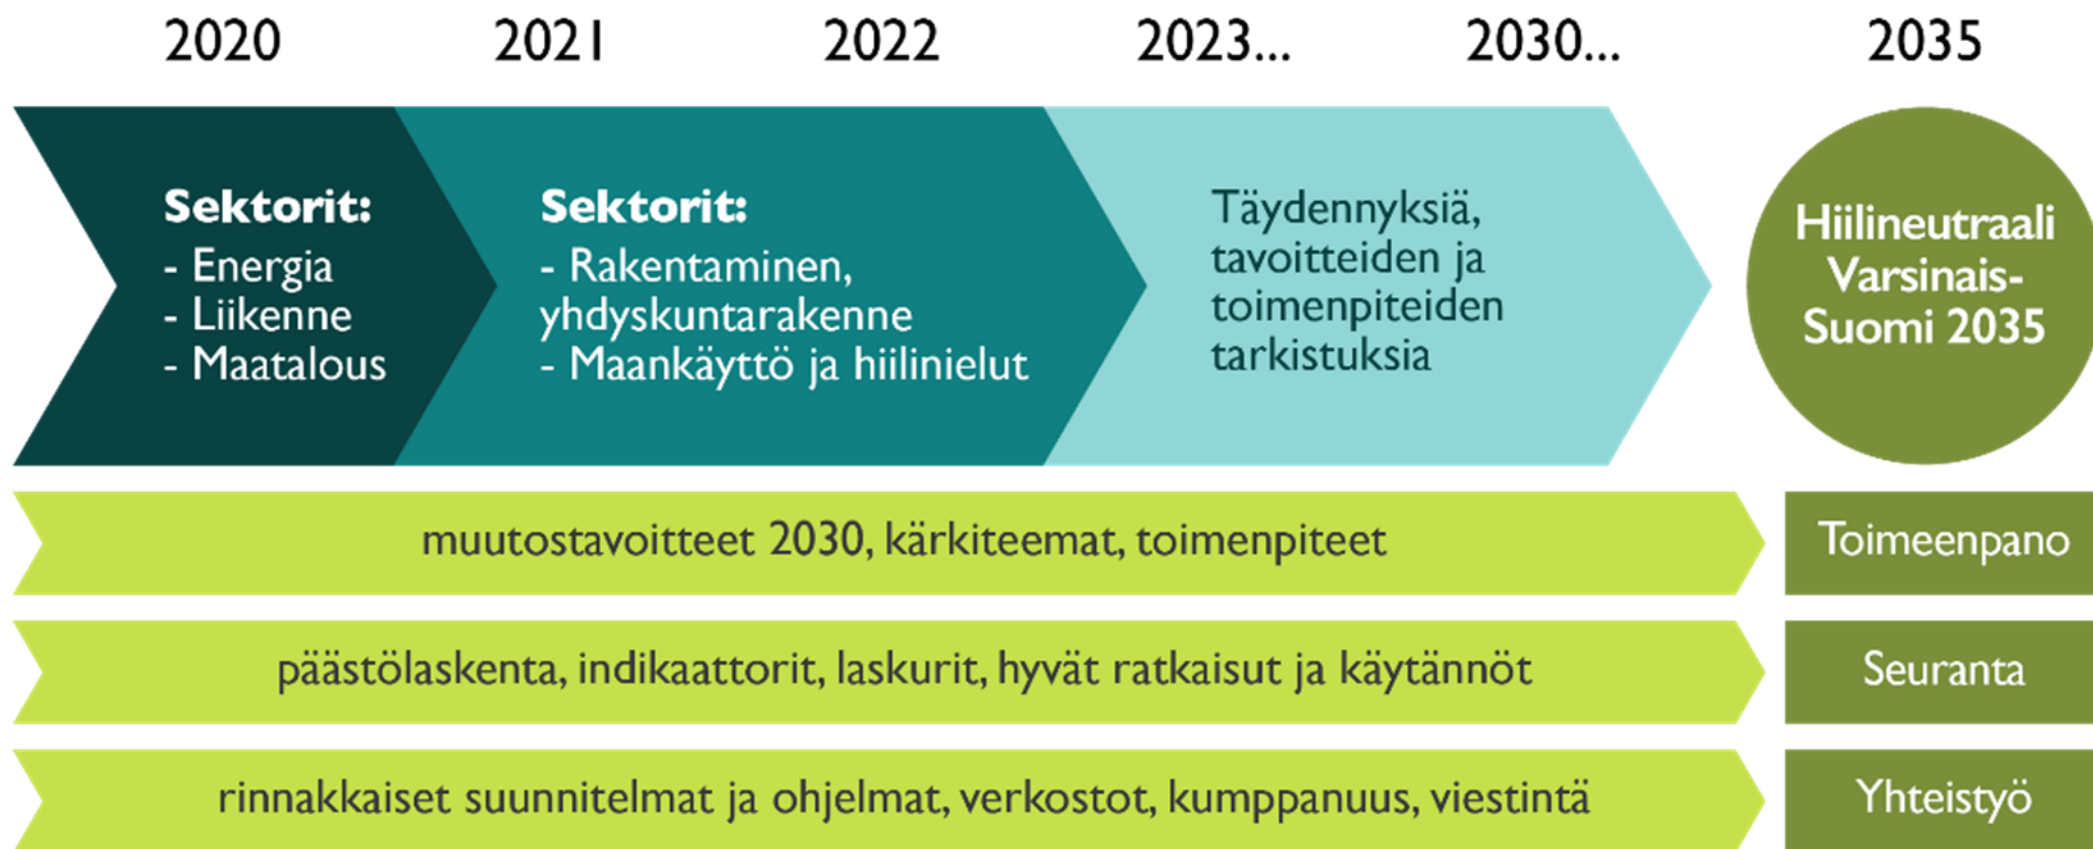 2020 2021 2022 2023... 2030... 2035
Sektorit:
- Energia
- Liikenne
- Maatalous
Sektorit:
- Rakentaminen,
yhdyskuntarakenne
- Maankäyttö ja hiilinielut
Täydennyksiä,
tavoitteiden ja
toimenpiteiden
tarkistuksia
Hiilineutraali
Varsinais-
Suomi 2035
muutostavoitteet 2030, kärkiteemat, toimenpiteet
Toimeenpano
päästölaskenta, indikaattorit, laskurit, hyvät ratkaisut ja käytännöt
Seuranta
rinnakkaiset suunnitelmat ja ohjelmat, verkostot, kumppanuus, viestintä
Yhteistyö